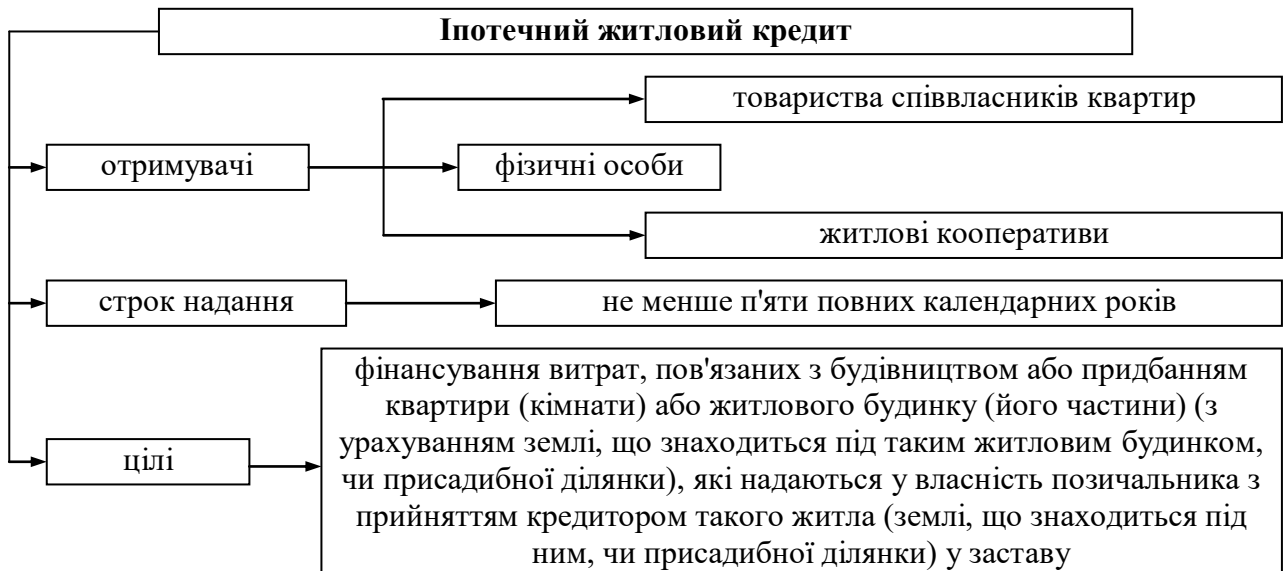 Іпотечний житловий кредит
товариства співвласників квартир
отримувачі
фізичні особи
житлові кооперативи
строк надання
не менше п'яти повних календарних років
фінансування витрат, пов'язаних з будівництвом або придбанням
квартири (кімнати) або житлового будинку (його частини) (з
урахуванням землі, що знаходиться під таким житловим будинком,
чи присадибної ділянки), які надаються у власність позичальника з
прийняттям кредитором такого житла (землі, що знаходиться під
ним, чи присадибної ділянки) у заставу
цілі